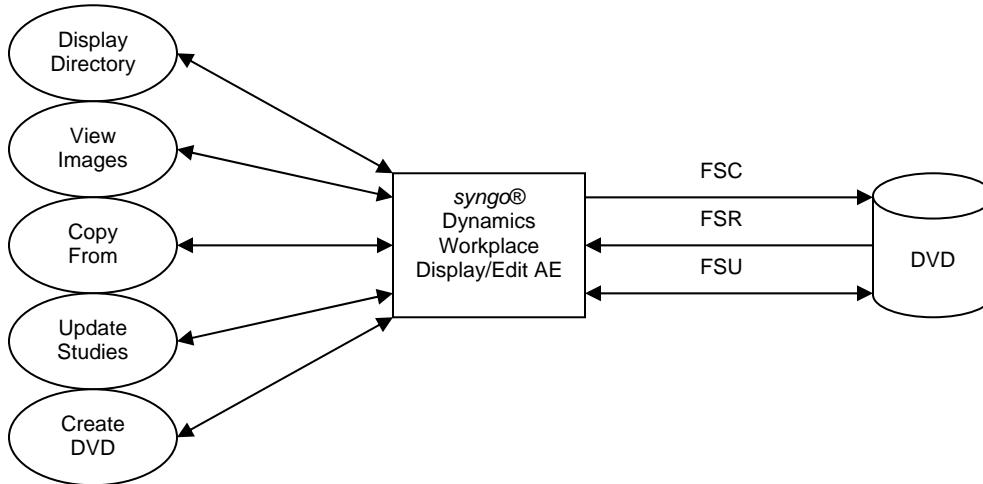 Display
Directory
View
Images
Copy
From
Update
Studies
Create
DVD
syngo®
Dynamics
Workplace
Display/Edit AE
FSC
FSR
FSU
DVD